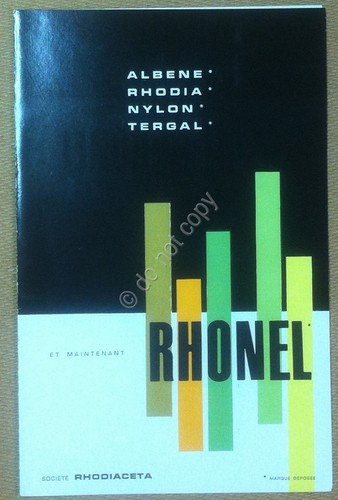 ALBENE*
RHODIA*
NYLON*
TERGAL*
© do not copy
ET MAINTENANT
RHONEL*
SOCIÉTÉ RHODIACETA
* MARQUE DÉPOSÉE